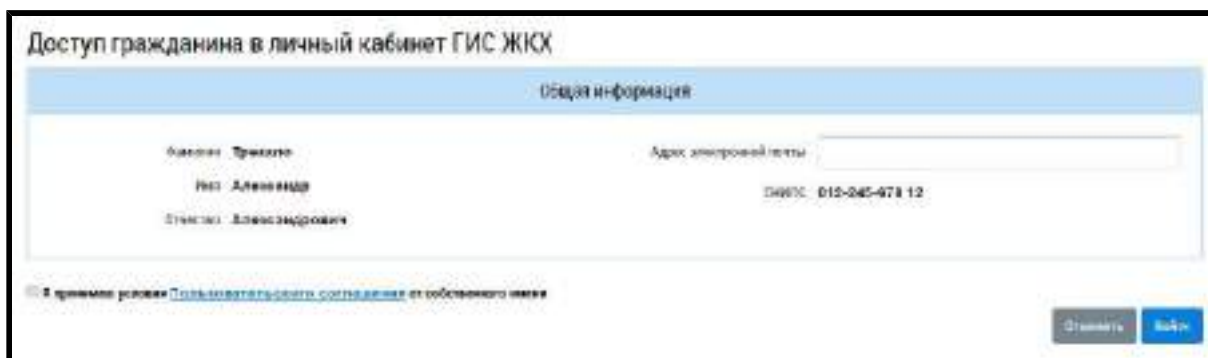 Доступ гражданина в личный кабинет ГИС ЖКХ
Общая информация
Фамилия
Имя Александр
Отчество Александрович
Адрес электронной почты
СНИЛС
Я принимаю условия Пользовательского соглашения от собственного имени
Отменить Войти